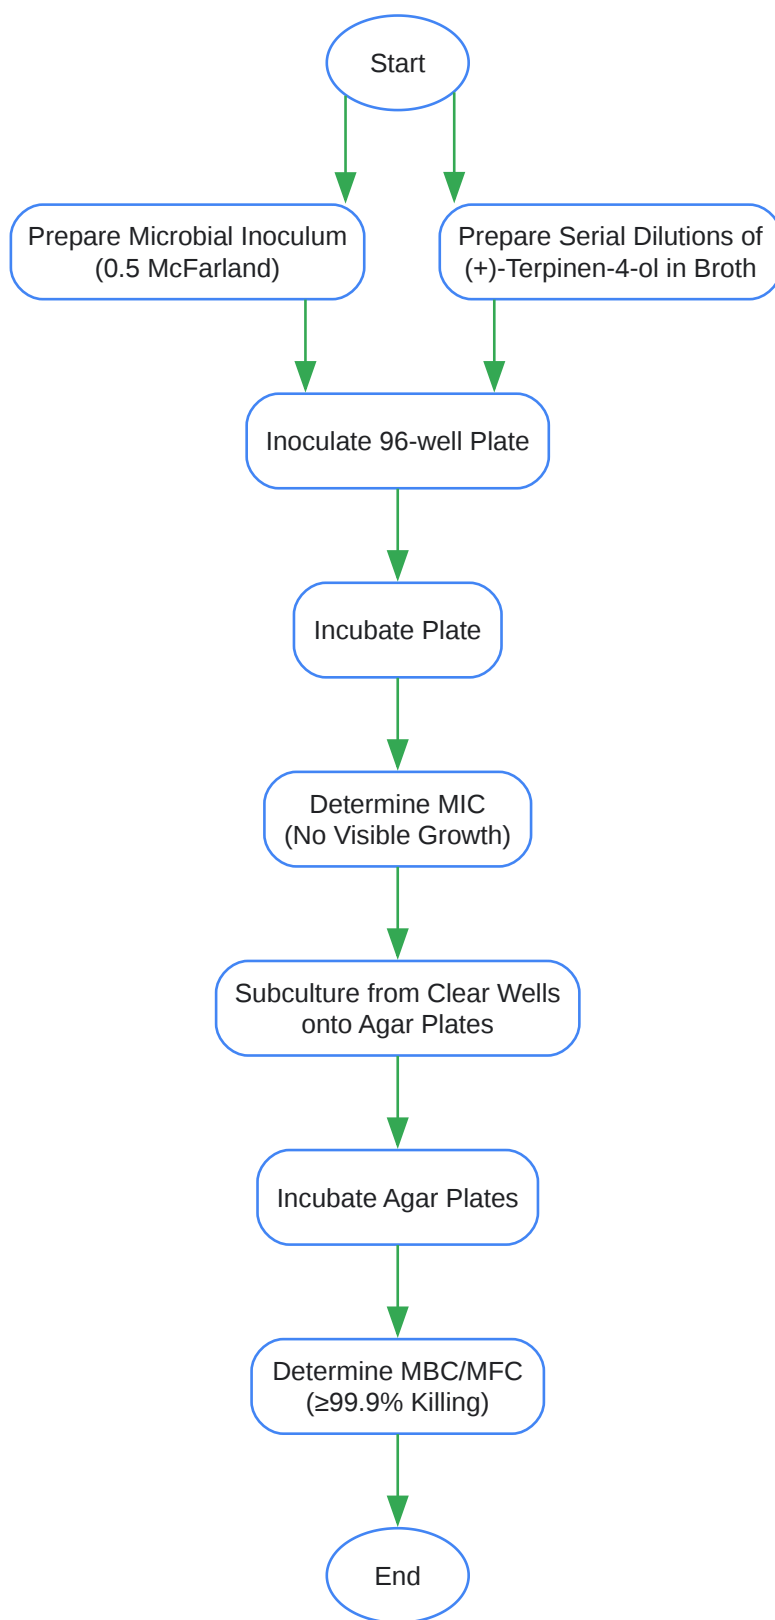 Start
Prepare Microbial Inoculum
(0.5 McFarland)
Prepare Serial Dilutions of
(+)-Terpinen-4-ol in Broth
Inoculate 96-well Plate
Incubate Plate
Determine MIC
(No Visible Growth)
Subculture from Clear Wells
onto Agar Plates
Incubate Agar Plates
Determine MBC/MFC
(≥99.9% Killing)
End